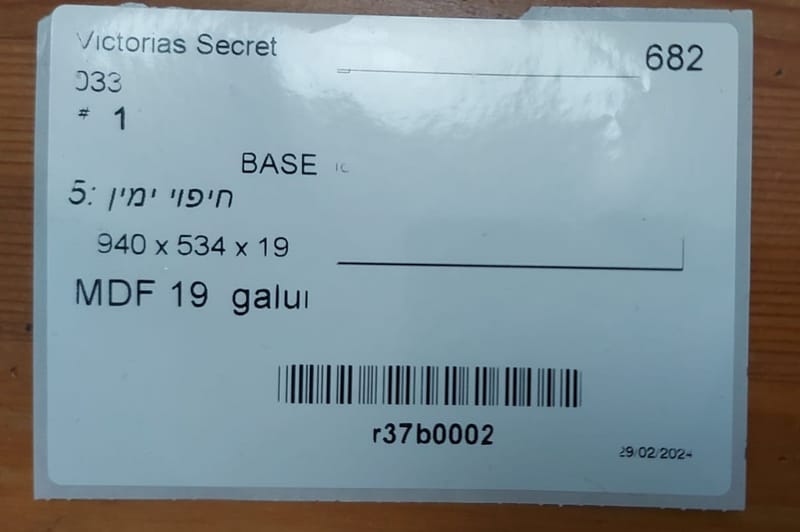 Victorias Secret
682
033
# 1
BASE
5: חיפוי ימין
940 x 534 x 19
MDF 19 galui
r37b0002
29/02/2024